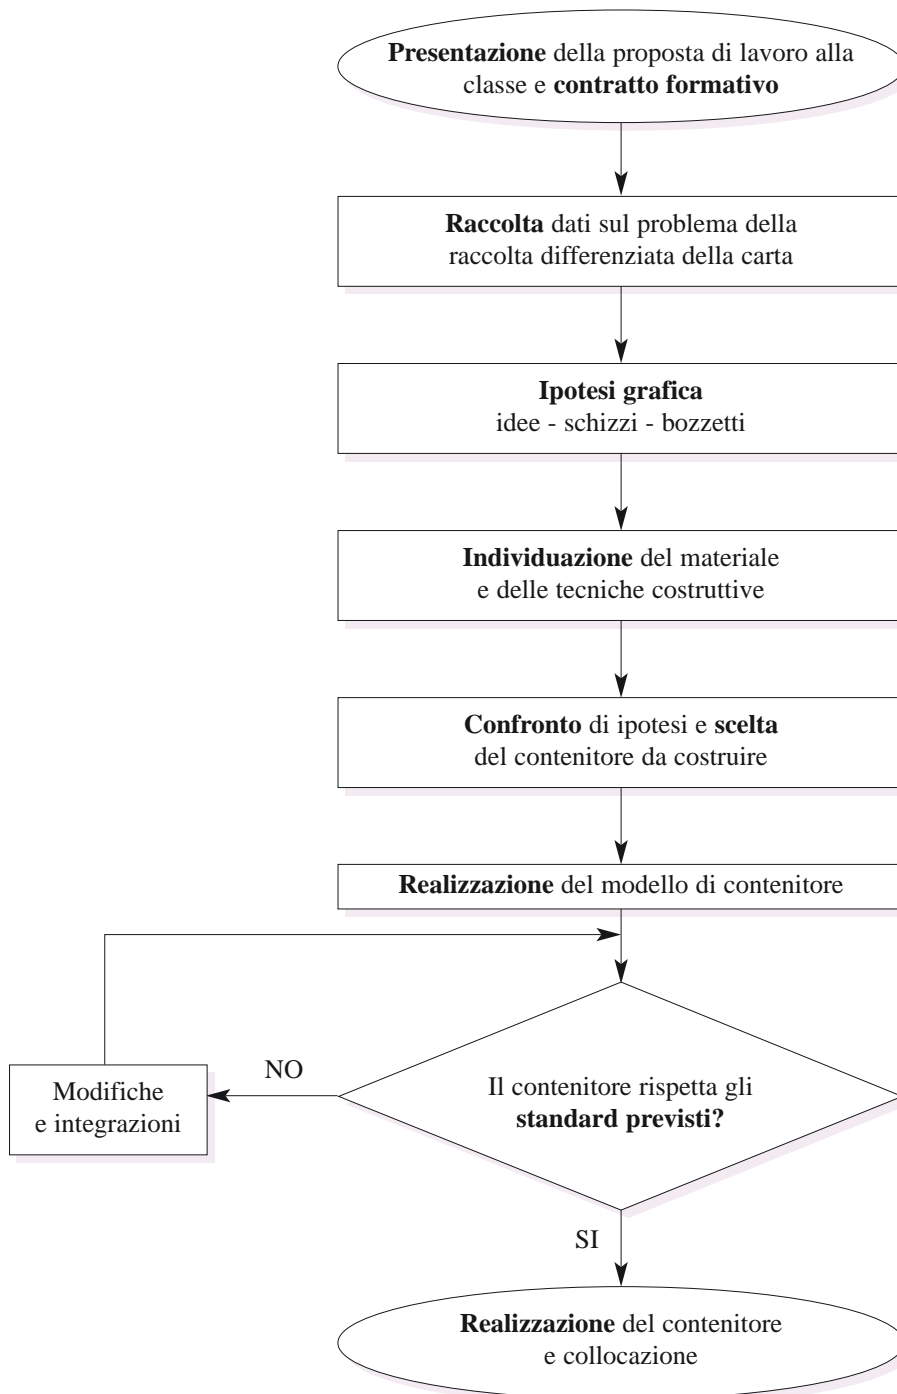 Presentazione della proposta di lavoro alla
classe e contratto formativo
Raccolta dati sul problema della
raccolta differenziata della carta
Ipotesi grafica
idee - schizzi - bozzetti
Individuazione del materiale
e delle tecniche costruttive
Confronto di ipotesi e scelta
del contenitore da costruire
Realizzazione del modello di contenitore
NO
Modifiche
e integrazioni
Il contenitore rispetta gli
standard previsti?
SI
Realizzazione del contenitore
e collocazione